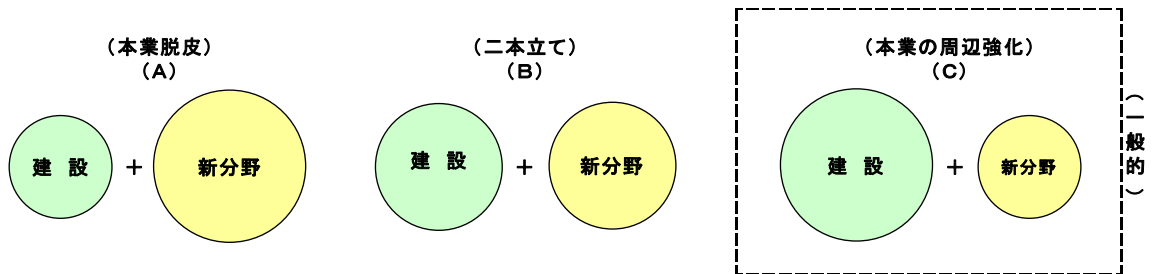 （本業脱皮）
（A）
建　設
+
新分野
（二本立て）
（B）
建　設
+
新分野
（本業の周辺強化）
（C）
建　設
+
新分野
（一般的）